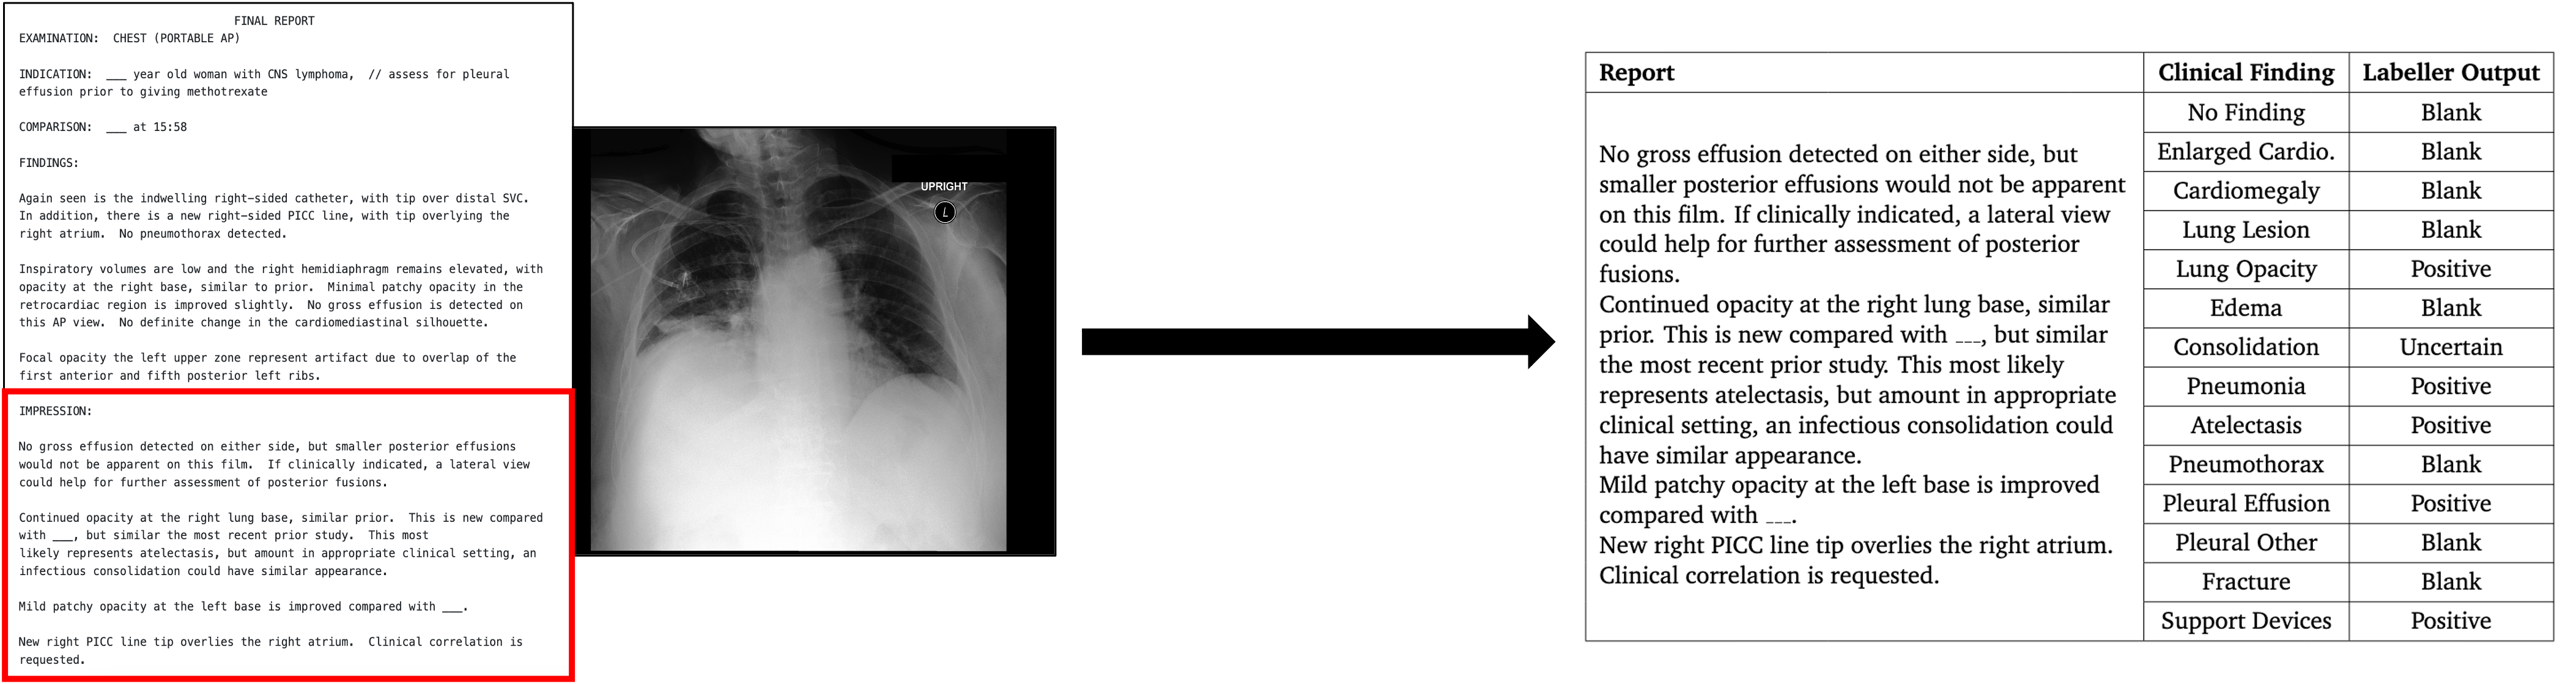 FINAL REPORT
EXAMINATION:  CHEST (PORTABLE AP)
INDICATION:  ___ year old woman with CNS lymphoma,  // assess for pleural
effusion prior to giving methotrexate
COMPARISON:  ___ at 15:58
FINDINGS:
Again seen is the indwelling right-sided catheter, with tip over distal SVC.
In addition, there is a new right-sided PICC line, with tip overlying the
right atrium.  No pneumothorax detected.
Inspiratory volumes are low and the right hemidiaphragm remains elevated, with
opacity at the right base, similar to prior.  Minimal patchy opacity in the
retrocardiac region is improved slightly.  No gross effusion is detected on
this AP view.  No definite change in the cardiomediastinal silhouette.
Focal opacity the left upper zone represent artifact due to overlap of the
first anterior and fifth posterior left ribs.
IMPRESSION:
No gross effusion detected on either side, but smaller posterior effusions
would not be apparent on this film.  If clinically indicated, a lateral view
could help for further assessment of posterior fusions.
Continued opacity at the right lung base, similar prior.  This is new compared
with ___, but similar the most recent prior study.  This most
likely represents atelectasis, but amount in appropriate clinical setting, an
infectious consolidation could have similar appearance.
Mild patchy opacity at the left base is improved compared with ___.
New right PICC line tip overlies the right atrium.  Clinical correlation is
requested.
UPRIGHT
L
Report
No gross effusion detected on either side, but
smaller posterior effusions would not be apparent
on this film. If clinically indicated, a lateral view
could help for further assessment of posterior
fusions.
Continued opacity at the right lung base, similar
prior. This is new compared with ___, but similar
the most recent prior study. This most likely
represents atelectasis, but amount in appropriate
clinical setting, an infectious consolidation could
have similar appearance.
Mild patchy opacity at the left base is improved
compared with ___.
New right PICC line tip overlies the right atrium.
Clinical correlation is requested.
Clinical Finding Labeller Output
No Finding Blank
Enlarged Cardio. Blank
Cardiomegaly Blank
Lung Lesion Blank
Lung Opacity Positive
Edema Blank
Consolidation Uncertain
Pneumonia Positive
Atelectasis Positive
Pneumothorax Blank
Pleural Effusion Positive
Pleural Other Blank
Fracture Blank
Support Devices Positive